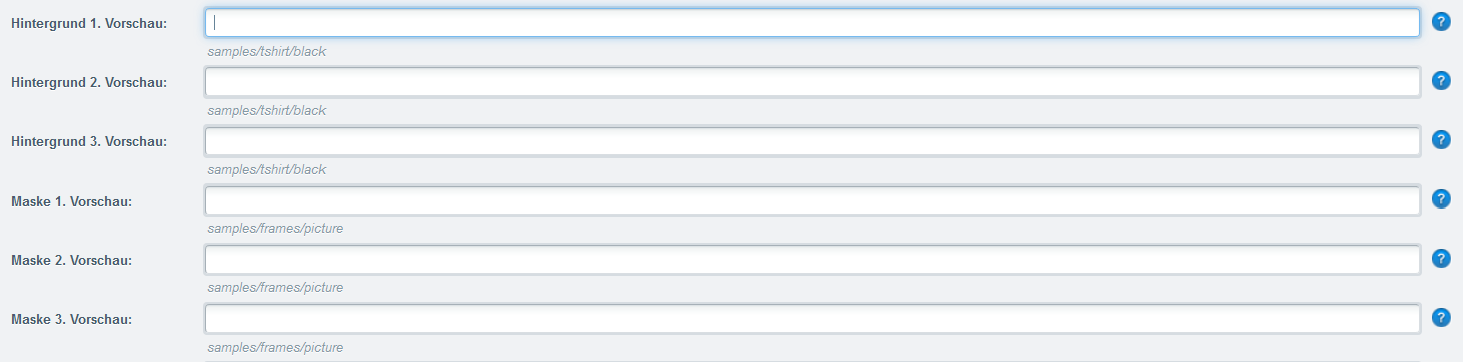 Hintergrund 1. Vorschau:
?
samples/tshirt/black
Hintergrund 2. Vorschau:
?
samples/tshirt/black
Hintergrund 3. Vorschau:
?
samples/tshirt/black
Maske 1. Vorschau:
?
samples/frames/picture
Maske 2. Vorschau:
?
samples/frames/picture
Maske 3. Vorschau:
?
samples/frames/picture